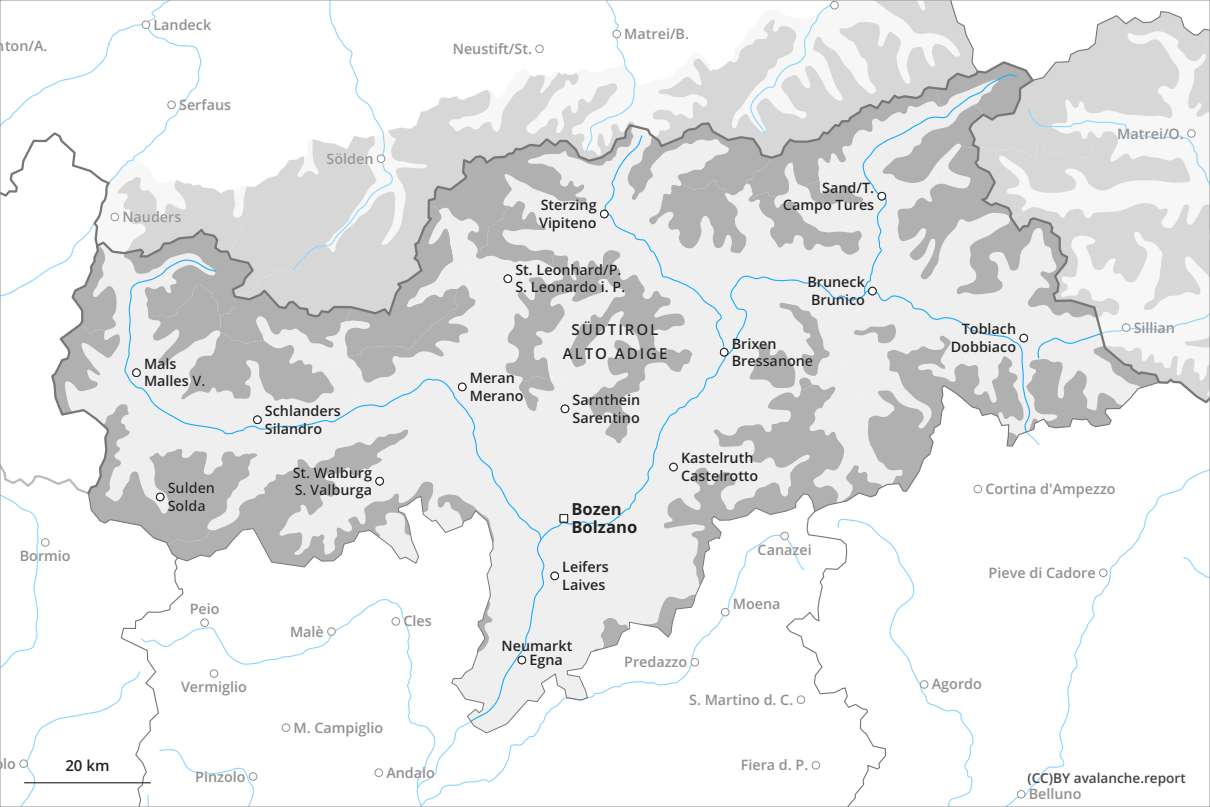 Landeck
nton/A.
Neustift/St.
Matrei/B.
Serfaus
Matrei/O.
Sölden
Nauders
Sand/T.
Campo Tures
Sterzing
Vipiteno
St. Leonhard/P.
S. Leonardo i. P.
Bruneck
Brunico
SÜDTIROL
ALTO ADIGE
Toblach
Dobbiaco
Sillian
Brixen
Bressanone
Mals
Malles V.
Meran
Merano
Sarnthein
Sarentino
Schlanders
Silandro
Kastelruth
Castelrotto
St. Walburg
S. Valburga
Sulden
Solda
Cortina d'Ampezzo
Bozen
Bolzano
Bormio
Canazei
Leifers
Laives
Pieve di Cadore
Peio
Moena
Malè
Cles
Neumarkt
Egna
Predazzo
Vermiglio
Agordo
S. Martino d. C.
M. Campiglio
olo
20 km
Pinzolo
Andalo
Fiera d. P.
(CC)BY avalanche.report
Belluno